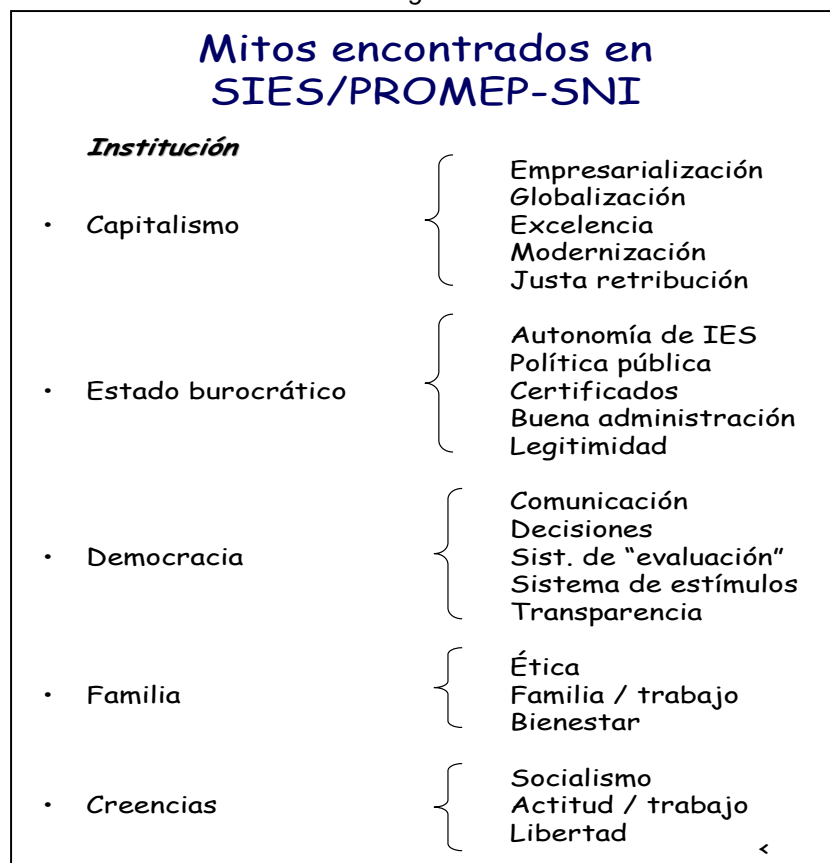 Mitos encontrados en
SIES/PROMEP-SNI
Institución
• Capitalismo
Empresarialización
Globalización
Excelencia
Modernización
Justa retribución
• Estado burocrático
Autonomía de IES
Política pública
Certificados
Buena administración
Legitimidad
• Democracia
Comunicación
Decisiones
Sist. de “evaluación”
Sistema de estímulos
Transparencia
• Familia
Ética
Familia / trabajo
Bienestar
• Creencias
Socialismo
Actitud / trabajo
Libertad
<